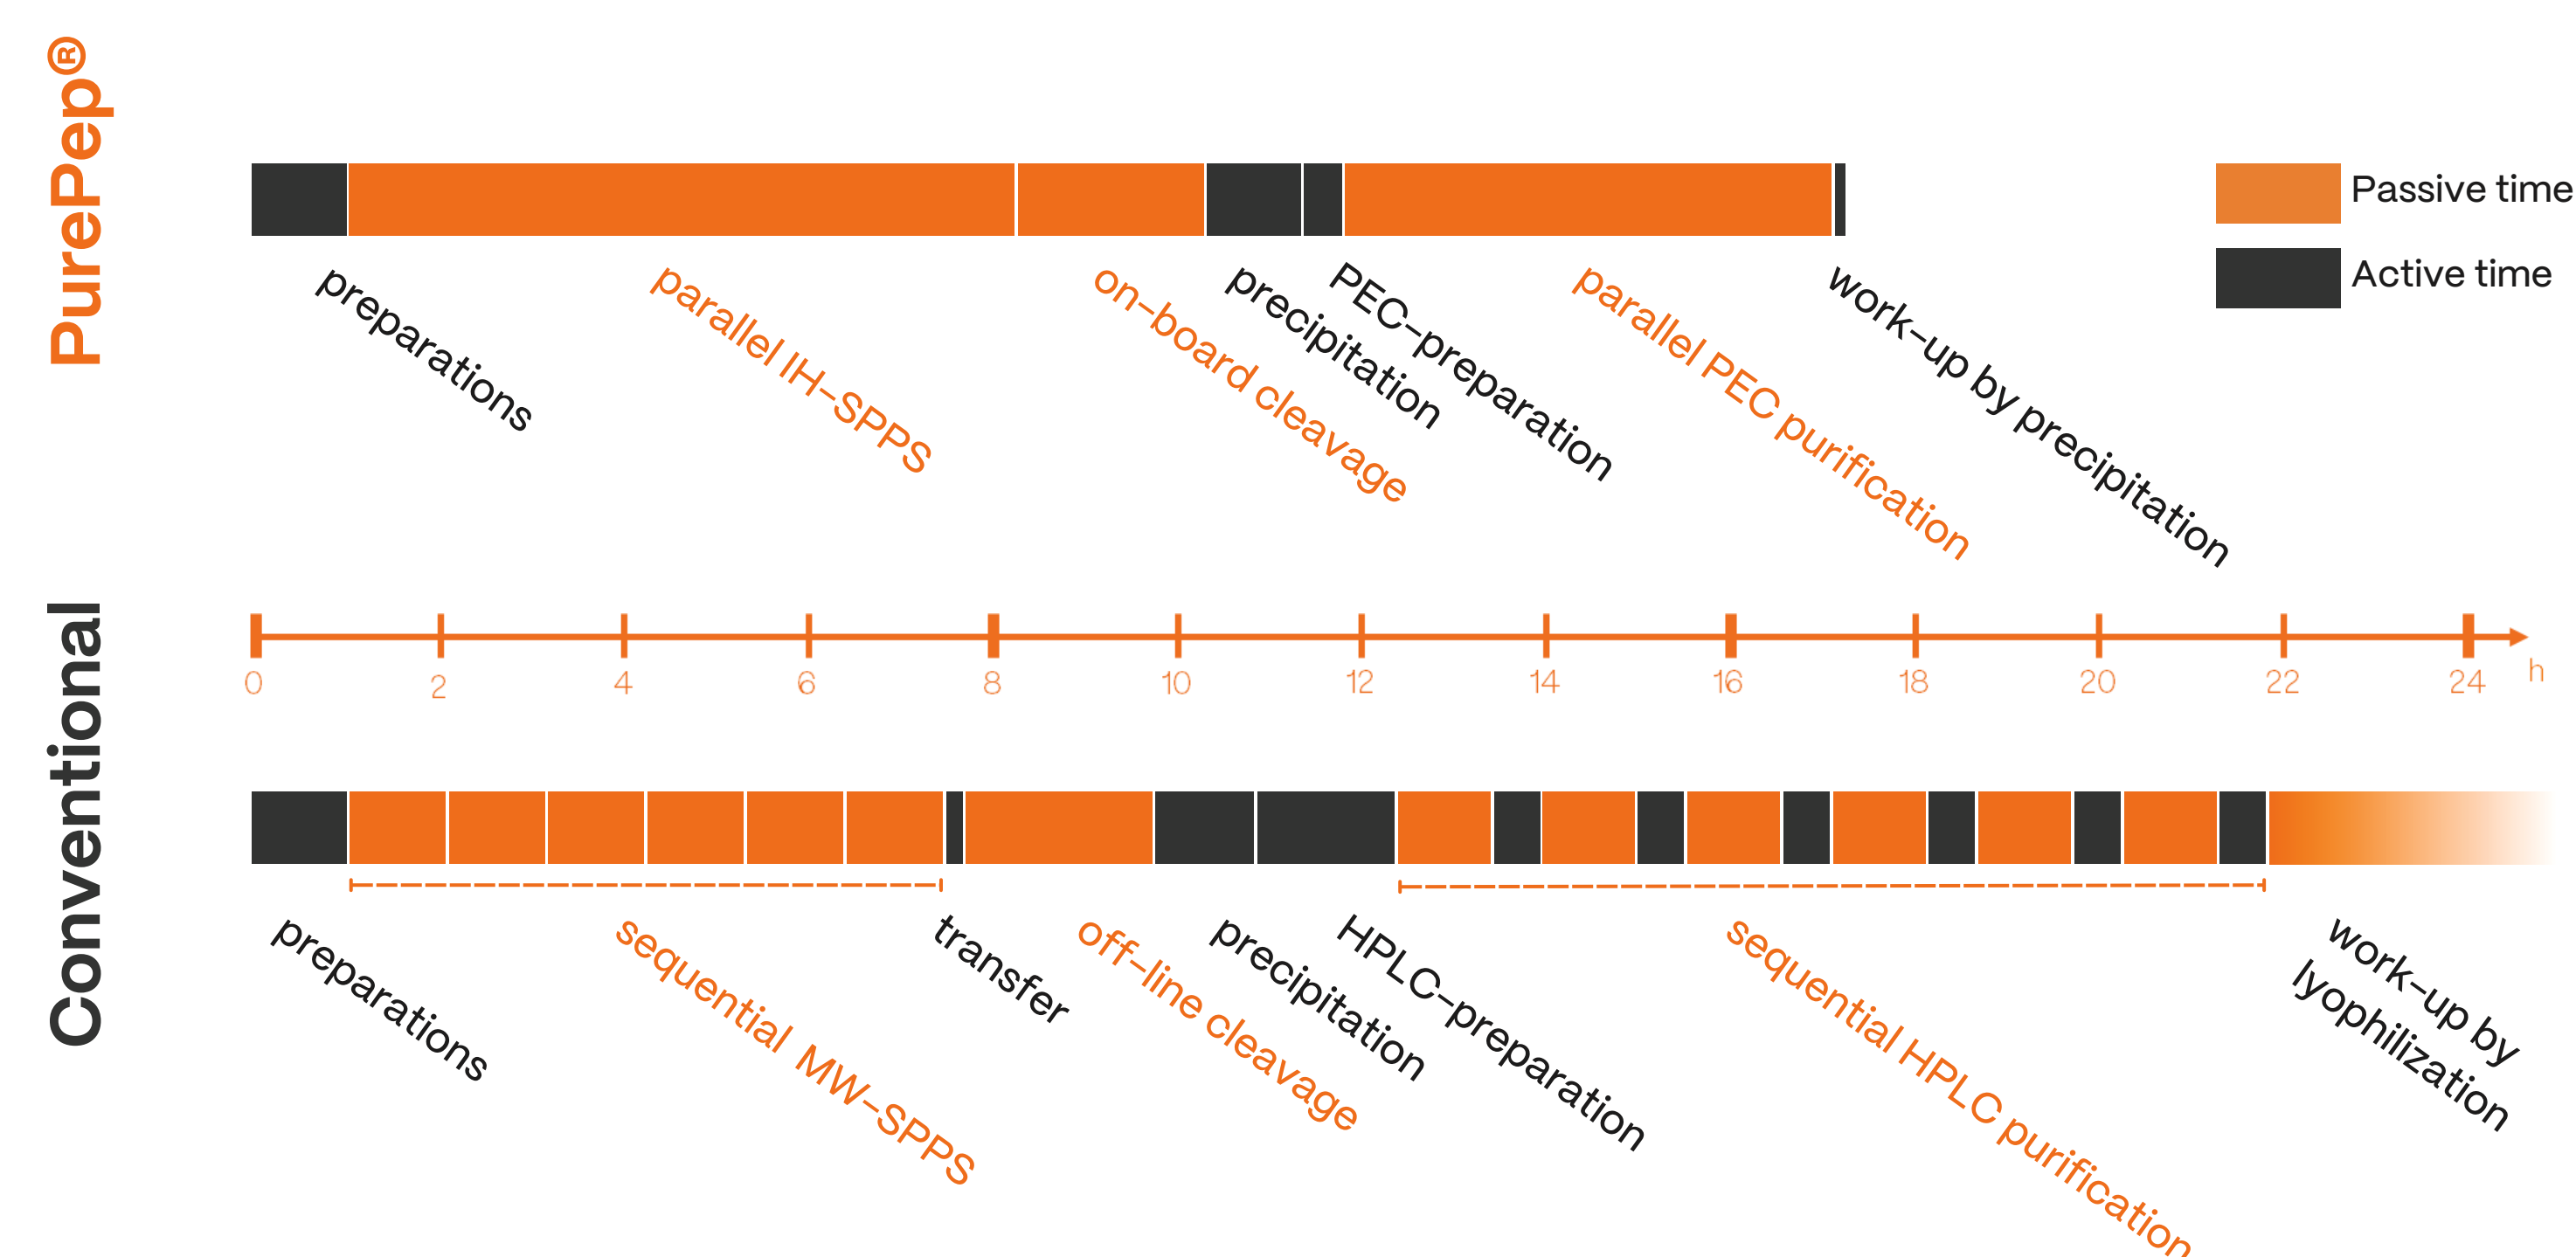 PurePep®
Passive time
Active time
preparations
parallel IH-SPPS
on-board cleavage
precipitation
PEC-preparation
parallel PEC purification
work-up by precipitation
0 2 4 6 8 10 12 14 16 18 20 22 24 h
Conventional
preparations
sequential MW-SPPS
transfer
off-line cleavage
precipitation
HPLC-preparation
sequential HPLC purification
work-up by
lyophilization